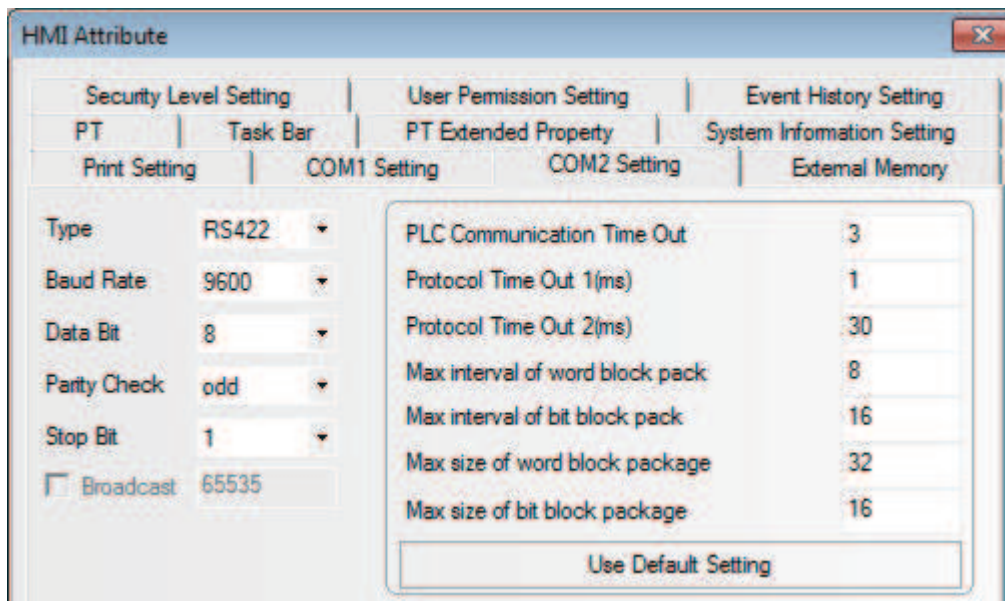 HMI Attribute
Security Level Setting User Permission Setting Event History Setting
PT Task Bar PT Extended Property System Information Setting
Print Setting COM1 Setting COM2 Setting External Memory
Type RS422
Baud Rate 9600
Data Bit 8
Parity Check odd
Stop Bit 1
Broadcast 65535
PLC Communication Time Out 3
Protocol Time Out 1(ms) 1
Protocol Time Out 2(ms) 30
Max interval of word block pack 8
Max interval of bit block pack 16
Max size of word block package 32
Max size of bit block package 16
Use Default Setting